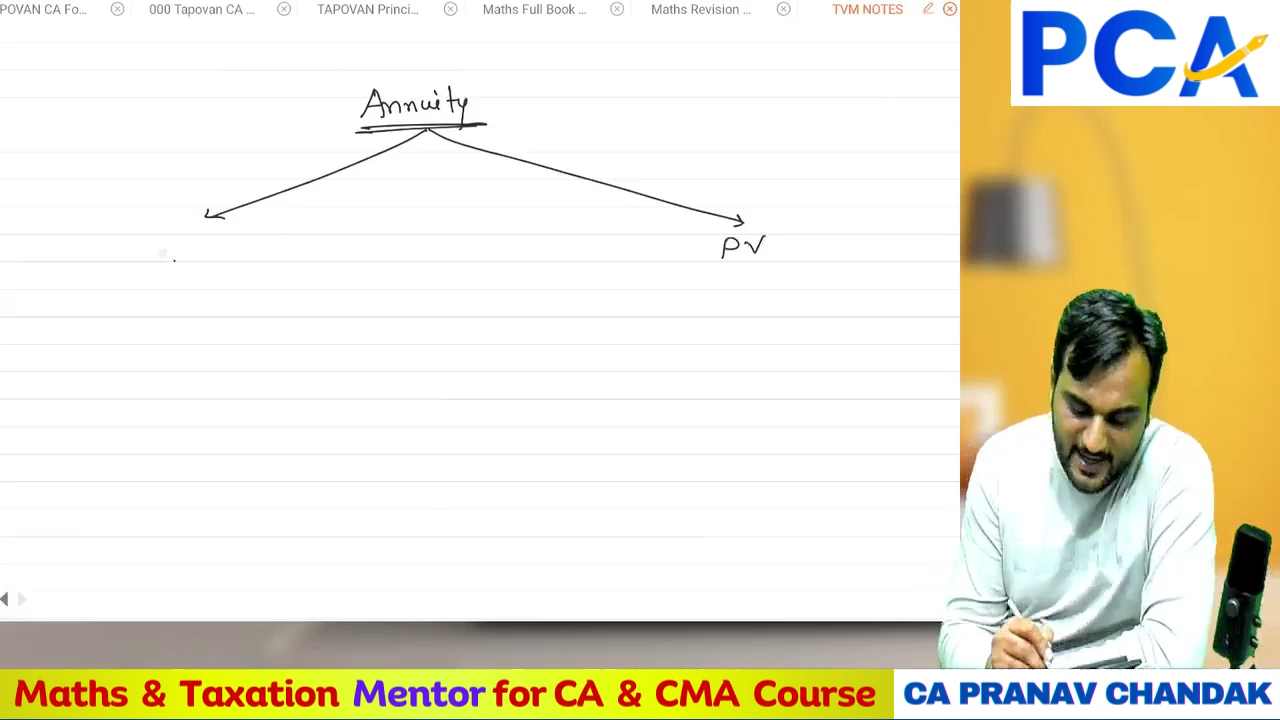 POVAN CA Fo... 000 Tapovan CA ... TAPOVAN Princi... Maths Full Book ... Maths Revision ... TVM NOTES
PCA
Annuity
PV
Maths & Taxation Mentor for CA & CMA Course
CA PRANAV CHANDAK